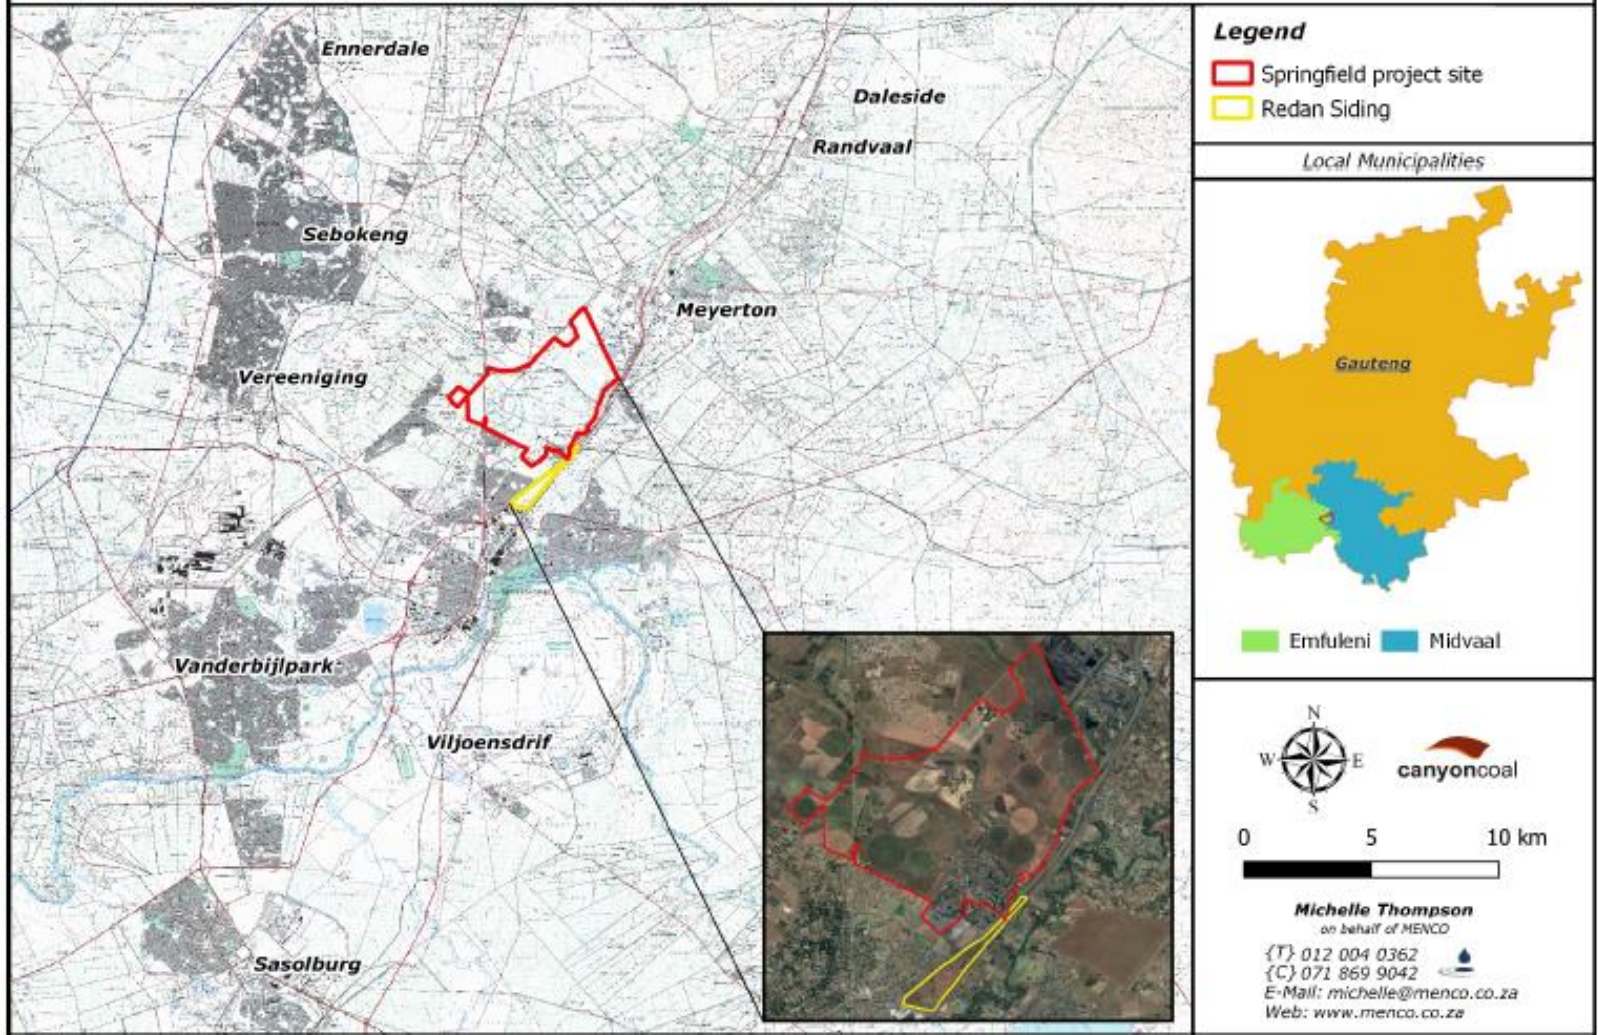 Ennerdale
Daleside
Randvaal
Sebokeng
Meyerton
Vereeniging
Vanderbijlpark
Viljoensdrif
Sasolburg
Legend
Springfield project site
Redan Siding
Local Municipalities
Gauteng
Emfuleni
Midvaal
N
W
E
S
canyoncoal
0 5 10 km
Michelle Thompson
on behalf of MENCO
{T} 012 004 0362
{C} 071 869 9042
E-Mail: michelle@menco.co.za
Web: www.menco.co.za